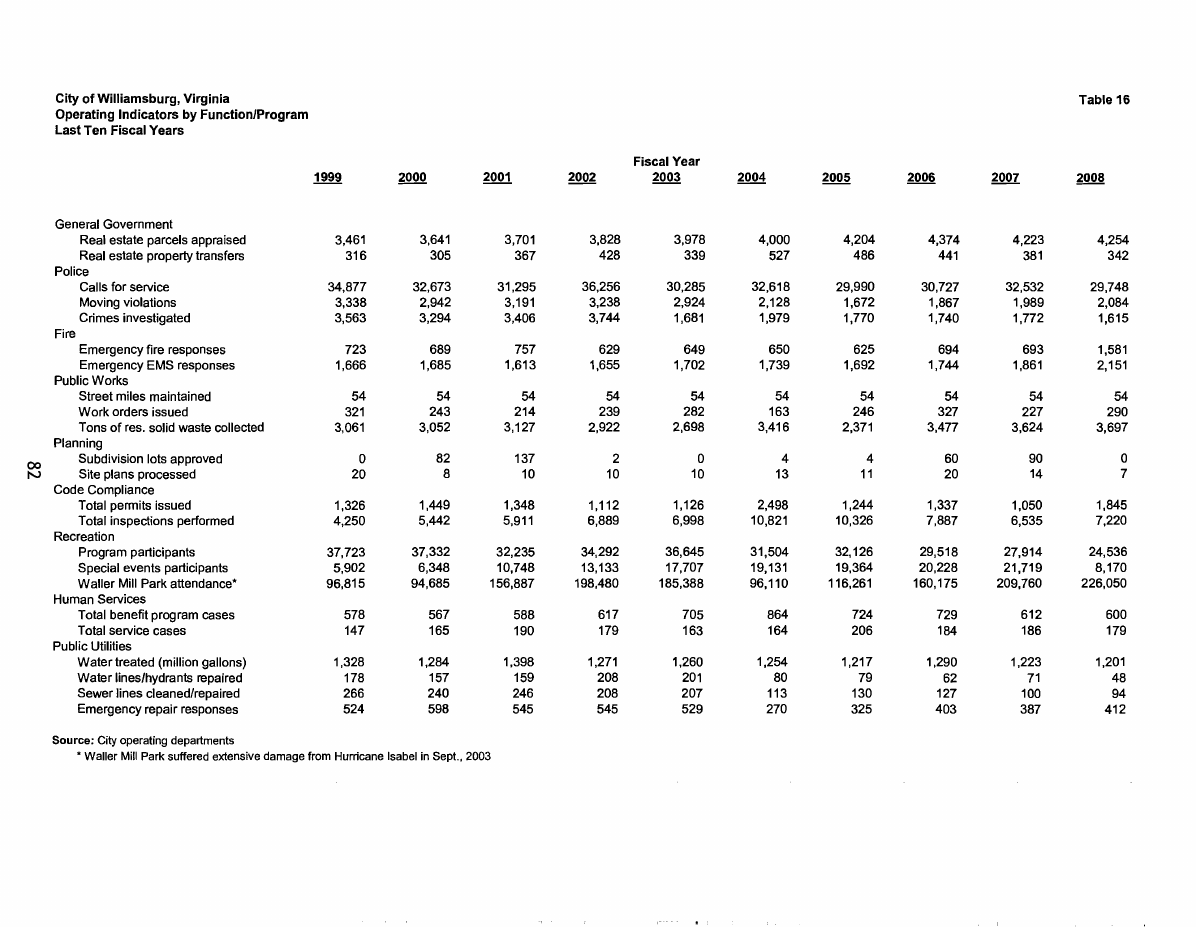 City of Williamsburg, Virginia Table 16
Operating Indicators by Function/Program
Last Ten Fiscal Years
Fiscal Year
1999 2000 2001 2002 2003 2004 2005 2006 2007 2008
General Government
Real estate parcels appraised 3,461 3,641 3,701 3,828 3,978 4,000 4,204 4,374 4,223 4,254
Real estate property transfers 316 305 367 428 339 527 486 441 381 342
Police
Calls for service 34,877 32,673 31,295 36,256 30,285 32,618 29,990 30,727 32,532 29,748
Moving violations 3,338 2,942 3,191 3,238 2,924 2,128 1,672 1,867 1,989 2,084
Crimes investigated 3,563 3,294 3,406 3,744 1,681 1,979 1,770 1,740 1,772 1,615
Fire
Emergency fire responses 723 689 757 629 649 650 625 694 693 1,581
Emergency EMS responses 1,666 1,685 1,613 1,655 1,702 1,739 1,692 1,744 1,861 2,151
Public Works
Street miles maintained 54 54 54 54 54 54 54 54 54 54
Work orders issued 321 243 214 239 282 163 246 327 227 290
Tons of res. solid waste collected 3,061 3,052 3,127 2,922 2,698 3,416 2,371 3,477 3,624 3,697
Planning
Subdivision lots approved 0 82 137 2 0 4 4 60 90 0
Site plans processed 20 8 10 10 10 13 11 20 14 7
Code Compliance
Total permits issued 1,326 1,449 1,348 1,112 1,126 2,498 1,244 1,337 1,050 1,845
Total inspections performed 4,250 5,442 5,911 6,889 6,998 10,821 10,326 7,887 6,535 7,220
Recreation
Program participants 37,723 37,332 32,235 34,292 36,645 31,504 32,126 29,518 27,914 24,536
Special events participants 5,902 6,348 10,748 13,133 17,707 19,131 19,364 20,228 21,719 8,170
Waller Mill Park attendance* 96,815 94,685 156,887 198,480 185,388 96,110 116,261 160,175 209,760 226,050
Human Services
Total benefit program cases 578 567 588 617 705 864 724 729 612 600
Total service cases 147 165 190 179 163 164 206 184 186 179
Public Utilities
Water treated (million gallons) 1,328 1,284 1,398 1,271 1,260 1,254 1,217 1,290 1,223 1,201
Water lines/hydrants repaired 178 157 159 208 201 80 79 62 71 48
Sewer lines cleaned/repaired 266 240 246 208 207 113 130 127 100 94
Emergency repair responses 524 598 545 545 529 270 325 403 387 412
Source: City operating departments
* Waller Mill Park suffered extensive damage from Hurricane Isabel in Sept., 2003
82